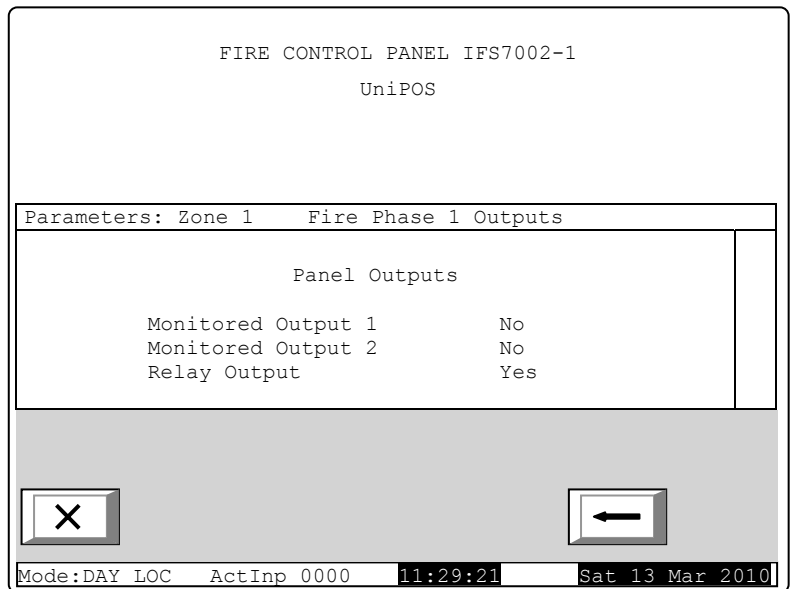 FIRE CONTROL PANEL IFS7002-1
UniPOS
Parameters: Zone 1 Fire Phase 1 Outputs
Panel Outputs
Monitored Output 1 No
Monitored Output 2 No
Relay Output Yes
Mode:DAY LOC ActInp 0000 11:29:21 Sat 13 Mar 2010